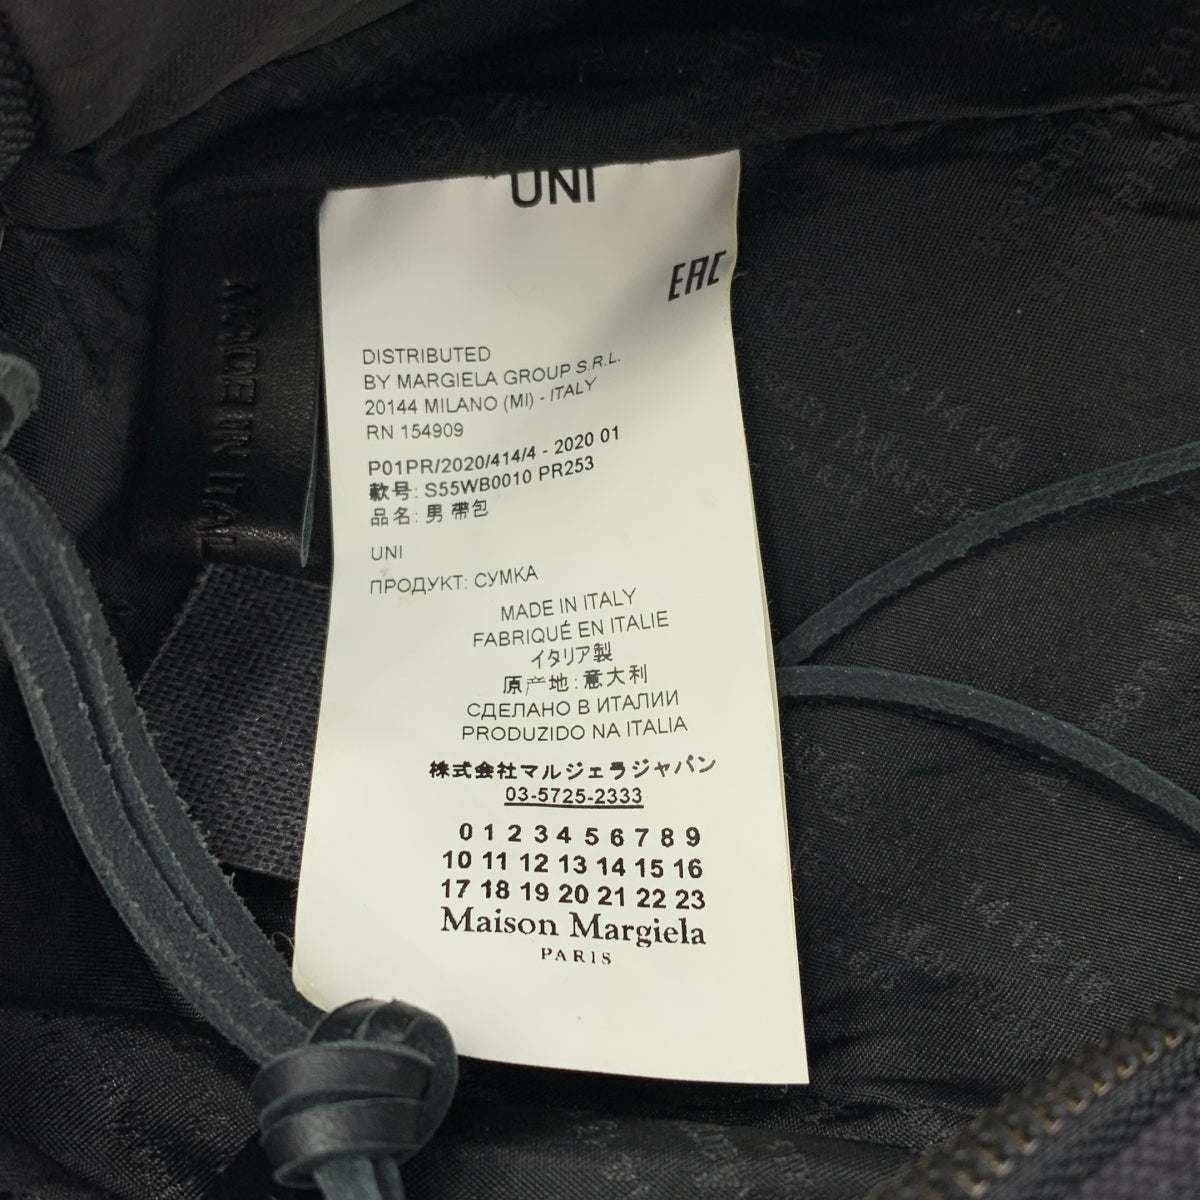 UNI
EAC
DISTRIBUTED
BY MARGIELA GROUP S.R.L.
20144 MILANO (MI) - ITALY
RN 154909
P01PR/2020/414/4 - 2020 01
款号: S55WB0010 PR253
品名: 男 帶包
UNI
ПРОДУКТ: СУМКА
MADE IN ITALY
FABRIQUÉ EN ITALIE
イタリア製
原产地: 意大利
СДЕЛАНО В ИТАЛИИ
PRODUZIDO NA ITALIA
株式会社マルジェラジャパン
03-5725-2333
0 1 2 3 4 5 6 7 8 9
10 11 12 13 14 15 16
17 18 19 20 21 22 23
Maison Margiela
PARIS
MADE IN ITAL